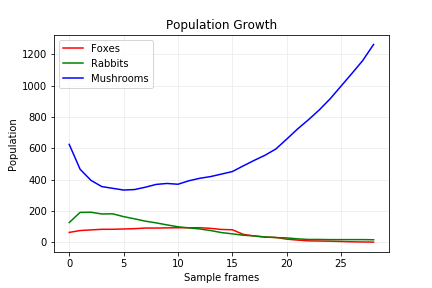 Population Growth
Foxes
Rabbits
Mushrooms
1200
1000
800
600
400
200
0
Population
0 5 10 15 20 25
Sample frames